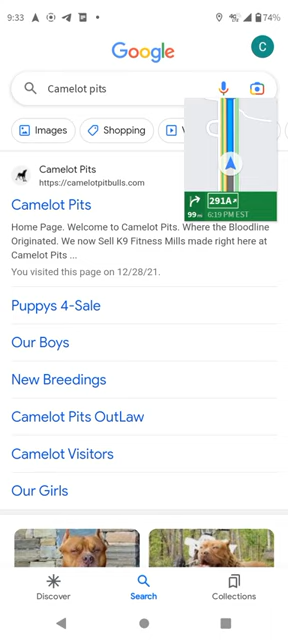 9:33
4G
74%
Google
C
Camelot pits
Images
Shopping
291A
99 mi 6:19 PM EST
Camelot Pits
https://camelotpitbulls.com
Camelot Pits
Home Page. Welcome to Camelot Pits. Where the Bloodline
Originated. We now Sell K9 Fitness Mills made right here at
Camelot Pits ...
You visited this page on 12/28/21.
Puppys 4-Sale
Our Boys
New Breedings
Camelot Pits OutLaw
Camelot Visitors
Our Girls
Discover
Search
Collections